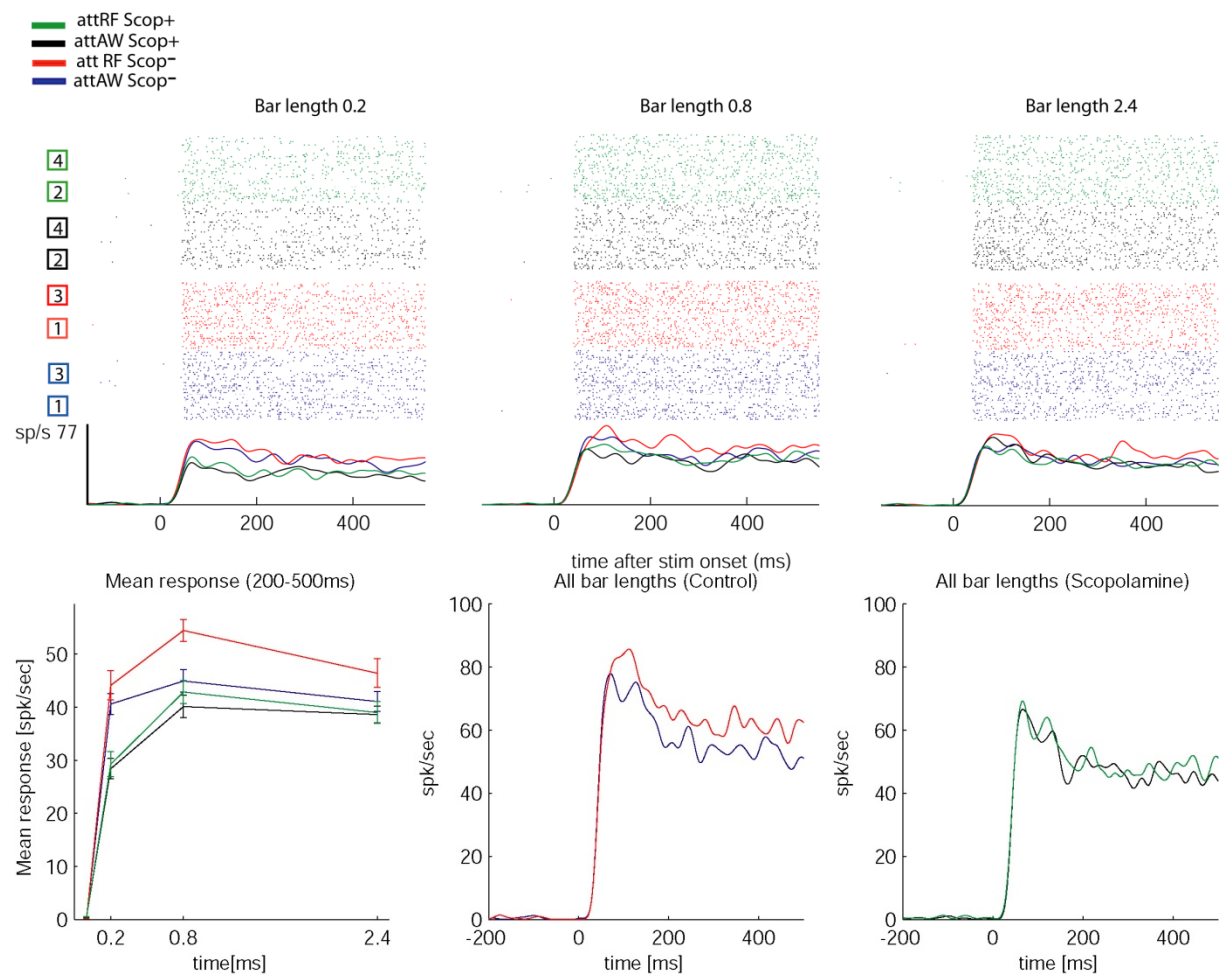 attRF Scop+
attAW Scop+
att RF Scop-
attAW Scop-
Bar length 0.2
Bar length 0.8
Bar length 2.4
4
2
4
2
3
1
3
1
sp/s 77
0 200 400
0 200 400
0 200 400
time after stim onset (ms)
Mean response (200-500ms)
Mean response [spk/sec]
50
40
30
20
10
0
0.2 0.8 2.4
time[ms]
All bar lengths (Control)
spk/sec
100
80
60
40
20
0
-200 0 200 400
time [ms]
All bar lengths (Scopolamine)
spk/sec
100
80
60
40
20
0
-200 0 200 400
time [ms]